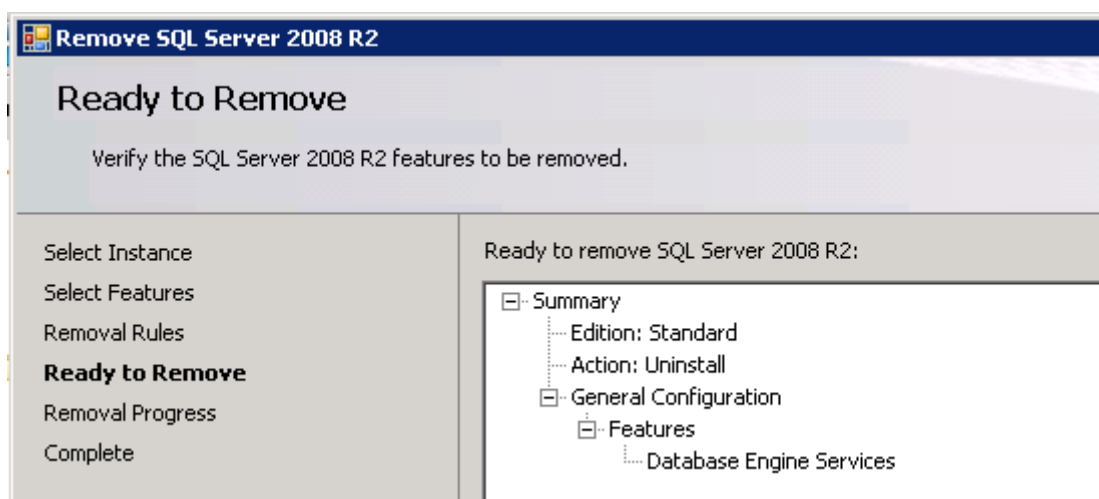 Remove SQL Server 2008 R2
Ready to Remove
Verify the SQL Server 2008 R2 features to be removed.
Select Instance
Select Features
Removal Rules
Ready to Remove
Removal Progress
Complete
Ready to remove SQL Server 2008 R2:
Summary
Edition: Standard
Action: Uninstall
General Configuration
Features
Database Engine Services